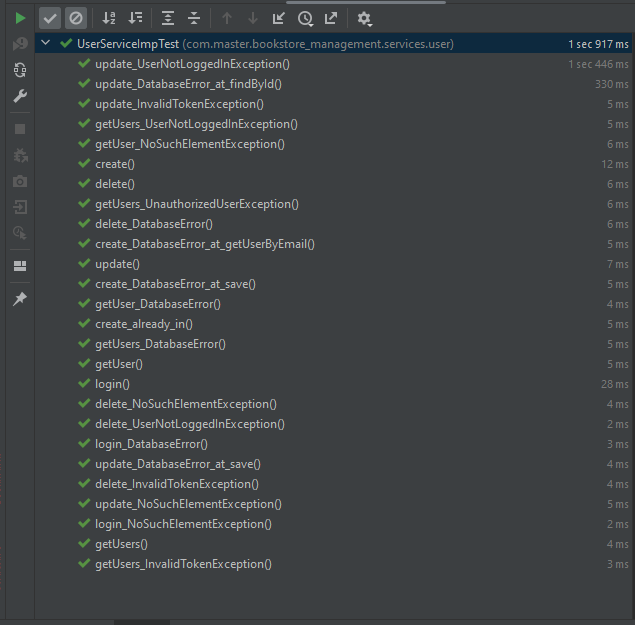 UserServiceImpTest (com.master.bookstore_management.services.user) 1 sec 917 ms
update_UserNotLoggedInException() 1 sec 446 ms
update_DatabaseError_at_findById() 330 ms
update_InvalidTokenException() 5 ms
getUsers_UserNotLoggedInException() 5 ms
getUser_NoSuchElementException() 6 ms
create() 12 ms
delete() 6 ms
getUsers_UnauthorizedUserException() 6 ms
delete_DatabaseError() 6 ms
create_DatabaseError_at_getUserByEmail() 5 ms
update() 7 ms
create_DatabaseError_at_save() 5 ms
getUser_DatabaseError() 4 ms
create_already_in() 5 ms
getUsers_DatabaseError() 5 ms
getUser() 5 ms
login() 28 ms
delete_NoSuchElementException() 4 ms
delete_UserNotLoggedInException() 2 ms
login_DatabaseError() 3 ms
update_DatabaseError_at_save() 4 ms
delete_InvalidTokenException() 4 ms
update_NoSuchElementException() 5 ms
login_NoSuchElementException() 2 ms
getUsers() 4 ms
getUsers_InvalidTokenException() 3 ms